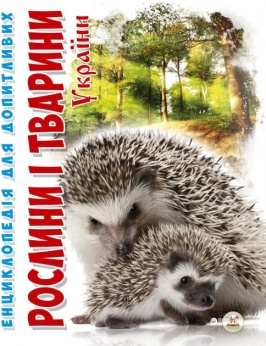 ЕНЦИКЛОПЕДІЯ ДЛЯ ДОПИТЛИВИХ
РОСЛИНИ І ТВАРИНИ
України